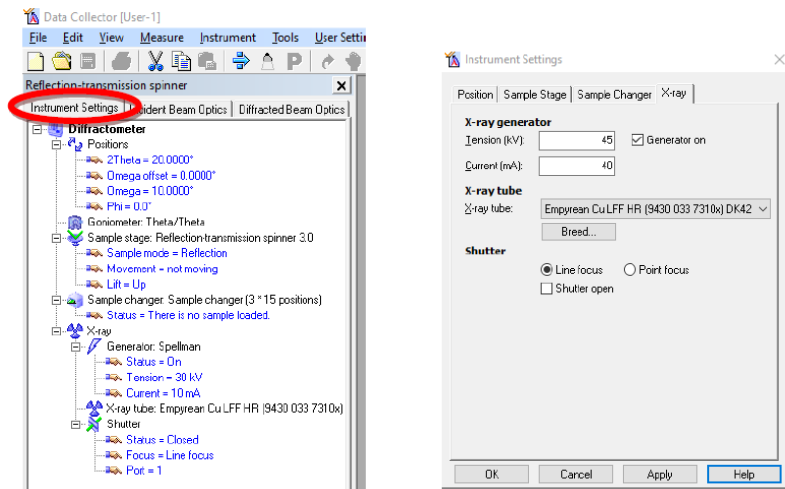 Data Collector [User-1]
File Edit View Measure Instrument Tools User Setti
Reflection-transmission spinner
Instrument Settings Incident Beam Optics Diffracted Beam Optics
Diffractometer
Positions
2Theta = 20.0000°
Omega offset = 0.0000°
Omega = 10.0000°
Phi = 0.0°
Goniometer: Theta/Theta
Sample stage: Reflection-transmission spinner 3.0
Sample mode = Reflection
Movement = not moving
Lift = Up
Sample changer: Sample changer (3 * 15 positions)
Status = There is no sample loaded.
X-ray
Generator: Spellman
Status = On
Tension = 30 kV
Current = 10 mA
X-ray tube: Empyrean Cu LFF HR (9430 033 7310x)
Shutter
Status = Closed
Focus = Line focus
Port = 1
Instrument Settings
Position Sample Stage Sample Changer X-ray
X-ray generator
Tension (kV): 45 Generator on
Current (mA): 40
X-ray tube
X-ray tube: Empyrean Cu LFF HR (9430 033 7310x) DK42
Breed...
Shutter
Line focus Point focus
Shutter open
OK Cancel Apply Help